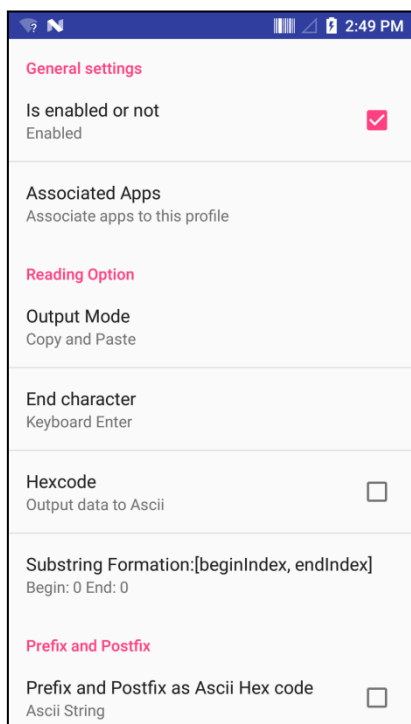 2:49 PM
General settings
Is enabled or not
Enabled
Associated Apps
Associate apps to this profile
Reading Option
Output Mode
Copy and Paste
End character
Keyboard Enter
Hexcode
Output data to Ascii
Substring Formation:[beginIndex, endIndex]
Begin: 0 End: 0
Prefix and Postfix
Prefix and Postfix as Ascii Hex code
Ascii String